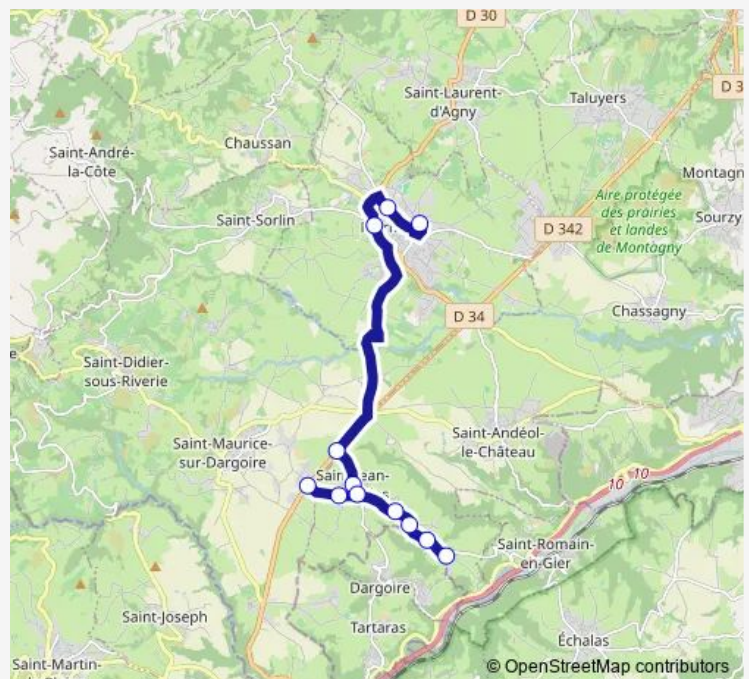 D 30
Saint-Laurent-
d'Agny
Taluyers
D 3
Chaussan
Saint-André-
la-Côte
Montagn
Aire protégée
des prairies
et landes
de Montagny
Saint-Sorlin
Sourzy
D 342
Chassagny
D 34
e
Saint-Didier-
sous-Riverie
Saint-Andéol-
le-Château
Saint-Maurice-
sur-Dargoire
10 10
Saint-Romain-
en-Gier
Dargoire
Saint-Joseph
Tartaras
Échalas
Saint-Martin-
© OpenStreetMap contributors